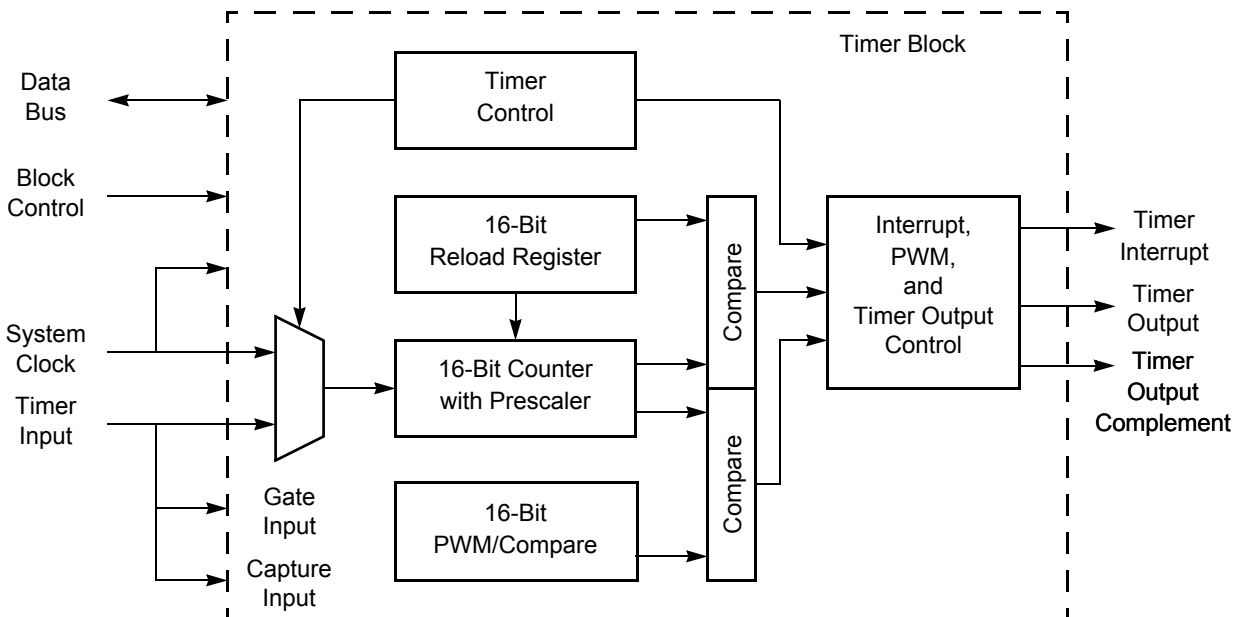 Timer Block
Data
Bus
Timer
Control
Block
Control
16-Bit
Reload Register
Compare
Interrupt,
PWM,
and
Timer Output
Control
Timer
Interrupt
System
Clock
16-Bit Counter
with Prescaler
Timer
Output
Timer
Input
Timer
Output
Complement
Gate
Input
16-Bit
PWM/Compare
Compare
Capture
Input